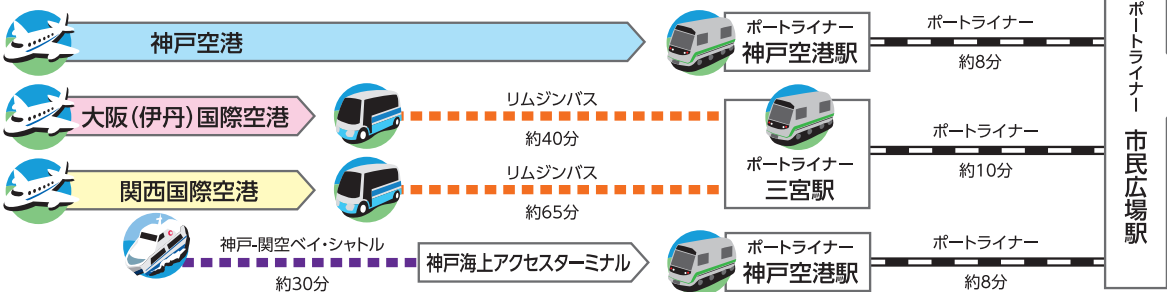 神戸空港
ポートライナー
神戸空港駅
ポートライナー
約8分
大阪(伊丹)国際空港
リムジンバス
約40分
関西国際空港
リムジンバス
約65分
ポートライナー
三宮駅
ポートライナー
約10分
神戸-関空ベイ・シャトル
約30分
神戸海上アクセスターミナル
ポートライナー
神戸空港駅
ポートライナー
約8分
ポートライナー 市民広場駅